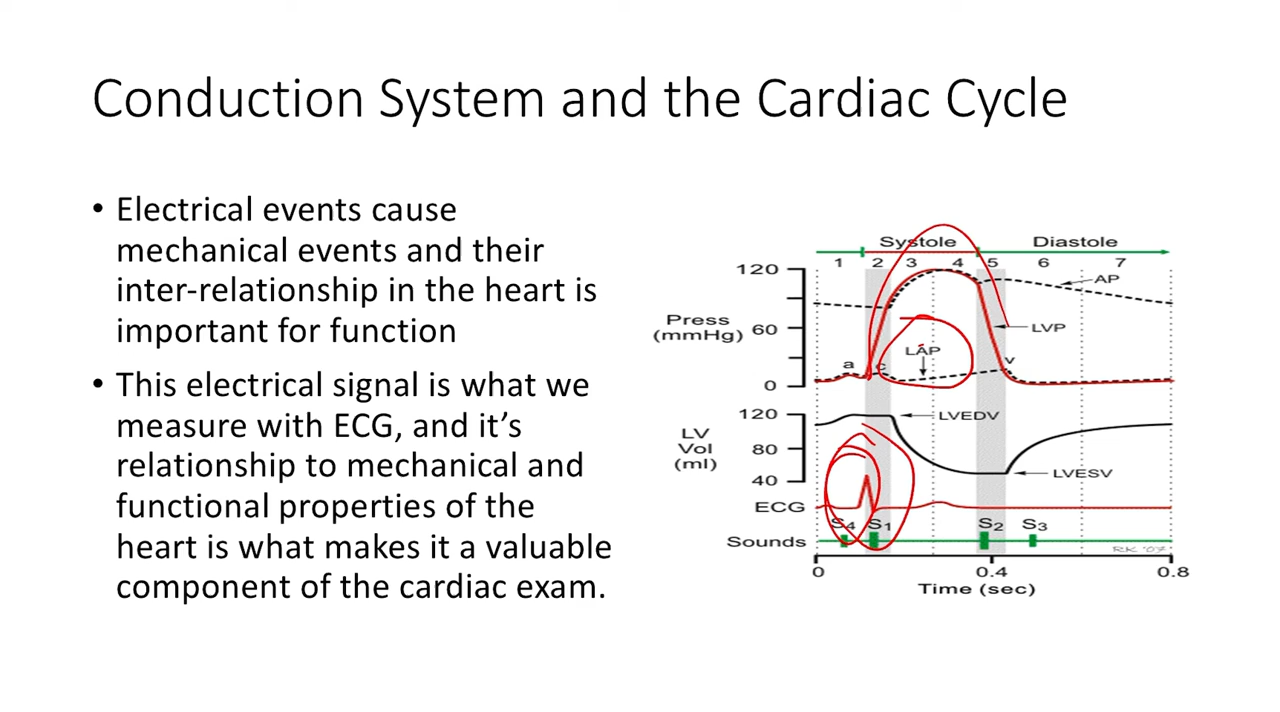 Conduction System and the Cardiac Cycle
• Electrical events cause
mechanical events and their
inter-relationship in the heart is
important for function
• This electrical signal is what we
measure with ECG, and it's
relationship to mechanical and
functional properties of the
heart is what makes it a valuable
component of the cardiac exam.
Systole Diastole
1 2 3 4 5 6 7
120
AP
Press
(mmHg)
60
LVP
LAP
a c v
0
120
LVEDV
LV
Vol
(ml)
80
LVESV
40
ECG
S4 S1 S2 S3
Sounds
RK '07
0 0.4 0.8
Time (sec)